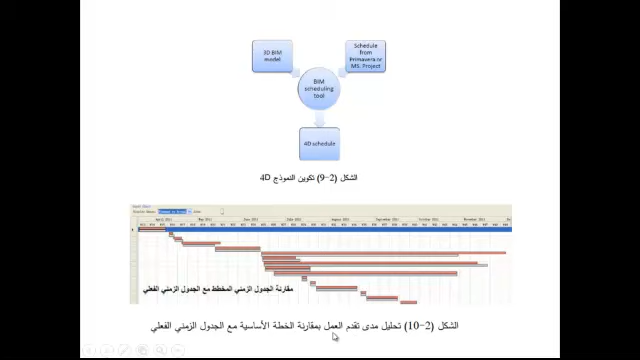 3D BIM
model
Schedule
from
Primavera or
MS. Project
BIM
scheduling
tool
4D schedule
الشكل (2-9) تكوين النموذج 4D
مقارنة الجدول الزمني المخطط مع الجدول الزمني الفعلي
الشكل (2-10) تحليل مدى تقدم العمل بمقارنة الخطة الأساسية مع الجدول الزمني الفعلي